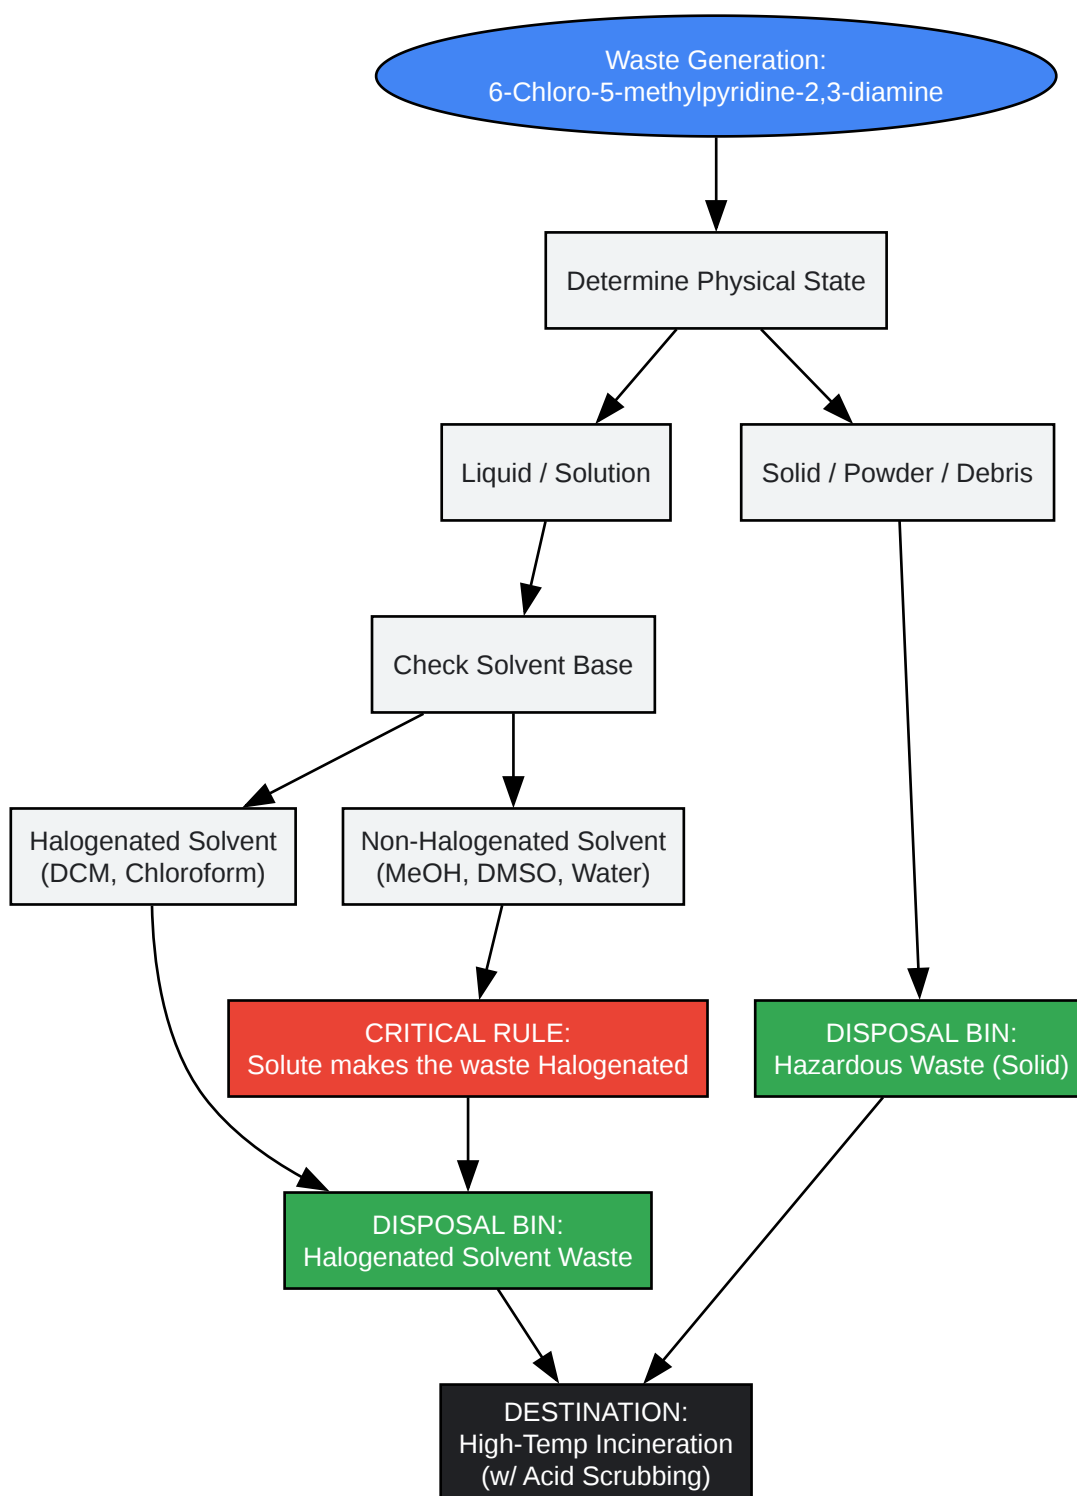 Waste Generation:
6-Chloro-5-methylpyridine-2,3-diamine
Determine Physical State
Liquid / Solution
Solid / Powder / Debris
Check Solvent Base
Halogenated Solvent
(DCM, Chloroform)
Non-Halogenated Solvent
(MeOH, DMSO, Water)
CRITICAL RULE:
Solute makes the waste Halogenated
DISPOSAL BIN:
Hazardous Waste (Solid)
DISPOSAL BIN:
Halogenated Solvent Waste
DESTINATION:
High-Temp Incineration
(w/ Acid Scrubbing)